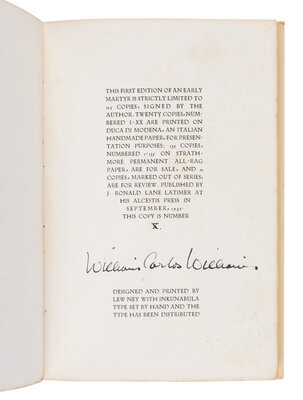 THIS FIRST EDITION OF AN EARLY
MARTYR IS STRICTLY LIMITED TO
COPIES, SIGNED BY THE
AUTHOR. TWENTY COPIES, NUM-
BERED I-XX ARE PRINTED ON
DUCA DI MODENA, AN ITALIAN
HANDMADE PAPER, FOR PRESEN-
TATION PURPOSES; 135 COPIES,
NUMBERED 1-135 ON STRATH-
MORE PERMANENT ALL-RAG
PAPER, ARE FOR SALE; AND
COPIES, MARKED OUT OF SERIES,
ARE FOR REVIEW. PUBLISHED BY
J. RONALD LANE LATIMER AT
HIS ALCESTIS PRESS IN
SEPTEMBER, 1935.
THIS COPY IS NUMBER
X.
William Carlos Williams.
DESIGNED AND PRINTED BY
LEW NEY WITH INKUNABULA
TYPE SET BY HAND AND THE
TYPE HAS BEEN DISTRIBUTED